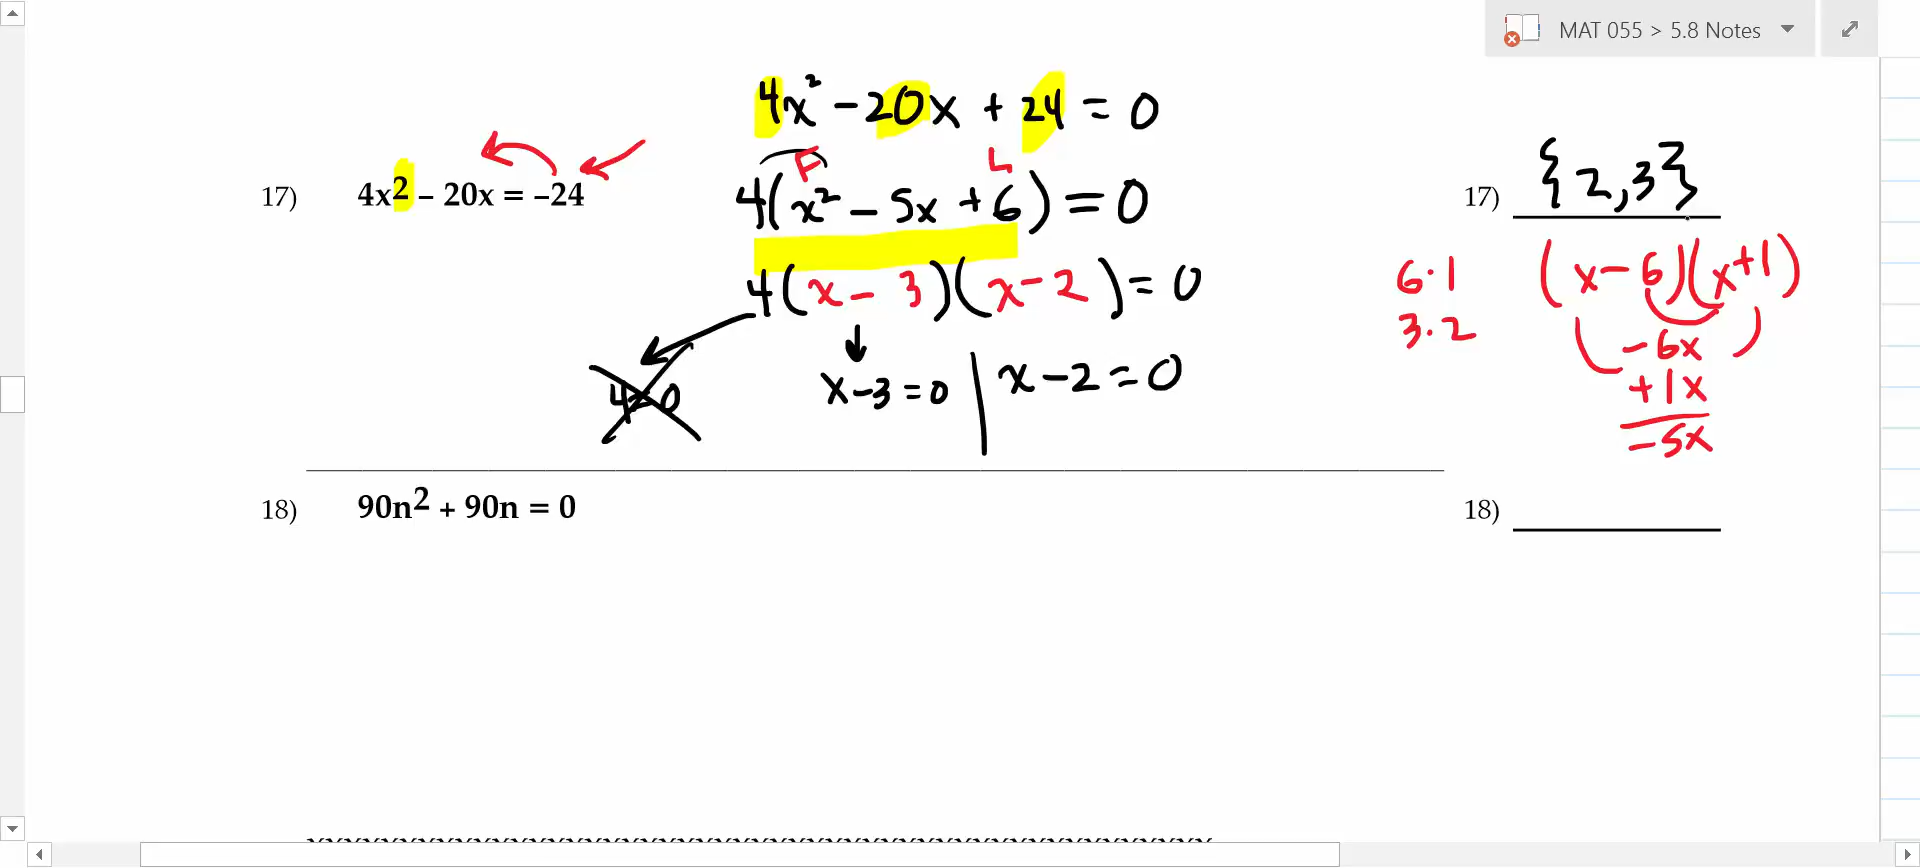 MAT 055 > 5.8 Notes
4x² - 20x + 24 = 0
17) 4x2 – 20x = –24
F L
4(x² - 5x + 6) = 0
17) {2,3}
4(x - 3)(x - 2) = 0
6·1 (x - 6)(x + 1)
3·2
- 6x
+ 1x
- 5x
4 = 0
x - 3 = 0 | x - 2 = 0
18) 90n2 + 90n = 0
18)